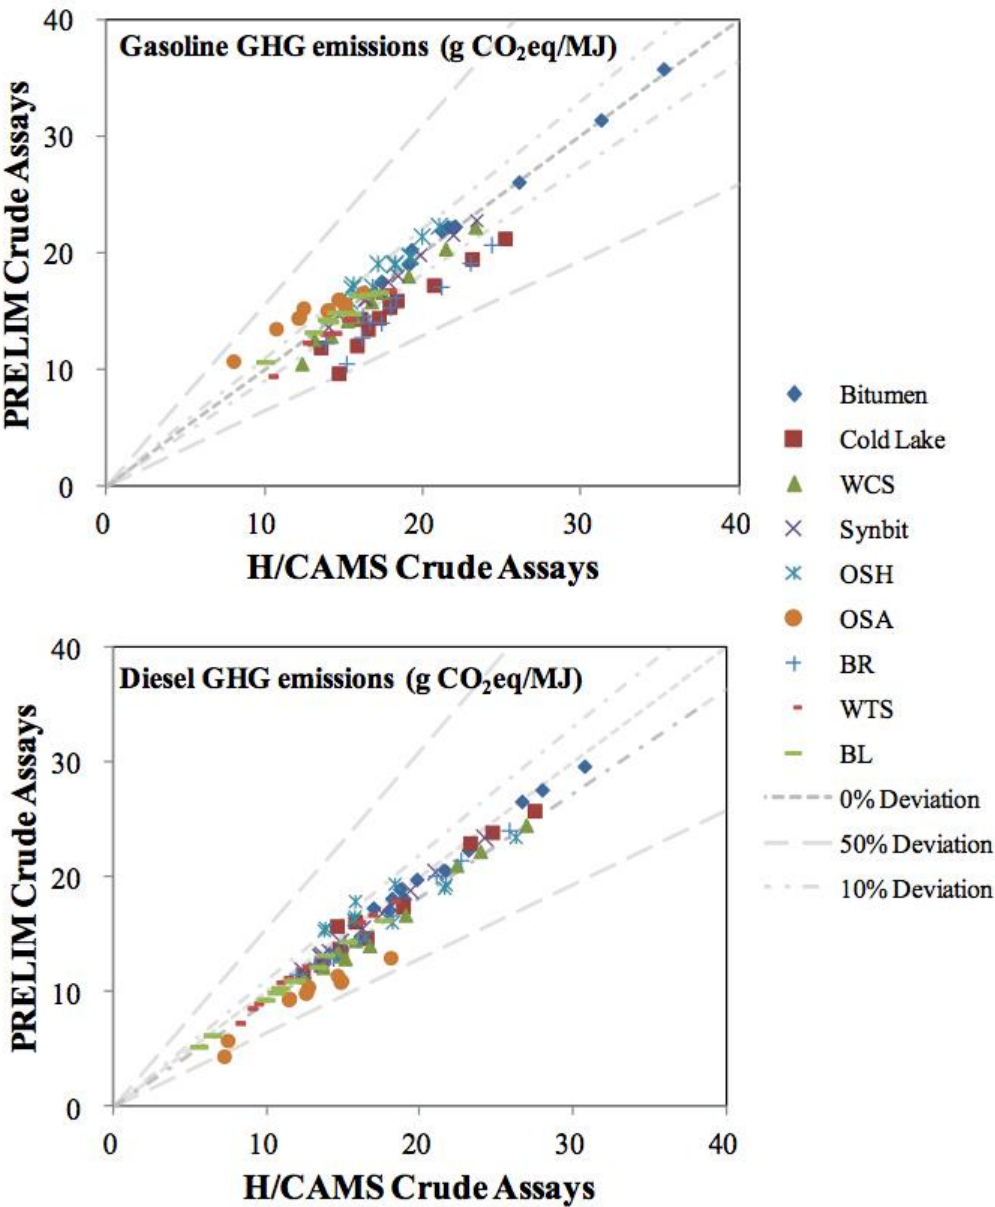 Gasoline GHG emissions (g CO₂eq/MJ)
PRELIM Crude Assays
40
30
20
10
0
0 10 20 30 40
H/CAMS Crude Assays
Diesel GHG emissions (g CO₂eq/MJ)
PRELIM Crude Assays
40
30
20
10
0
0 10 20 30 40
H/CAMS Crude Assays
Bitumen
Cold Lake
WCS
Synbit
OSH
OSA
BR
WTS
BL
0% Deviation
50% Deviation
10% Deviation